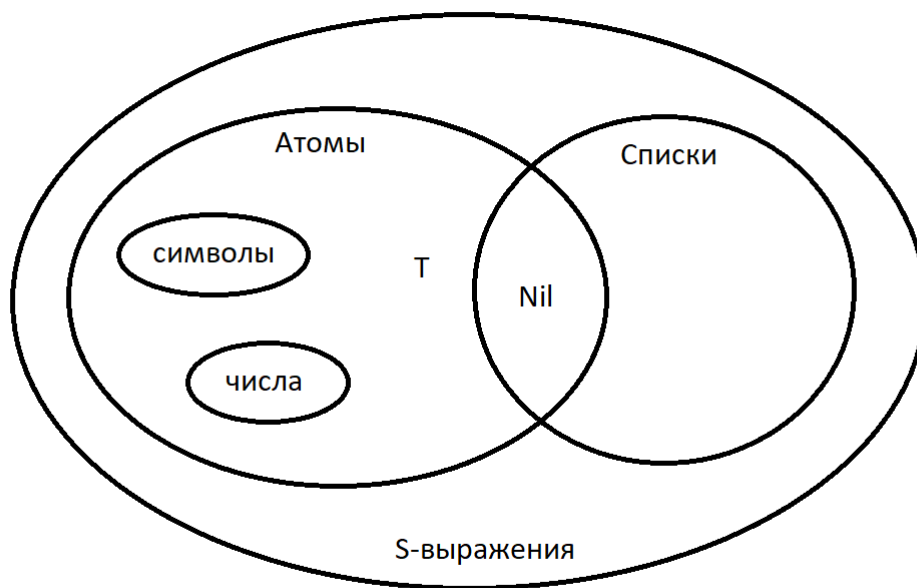 Атомы
Списки
символы
T
Nil
числа
S-выражения